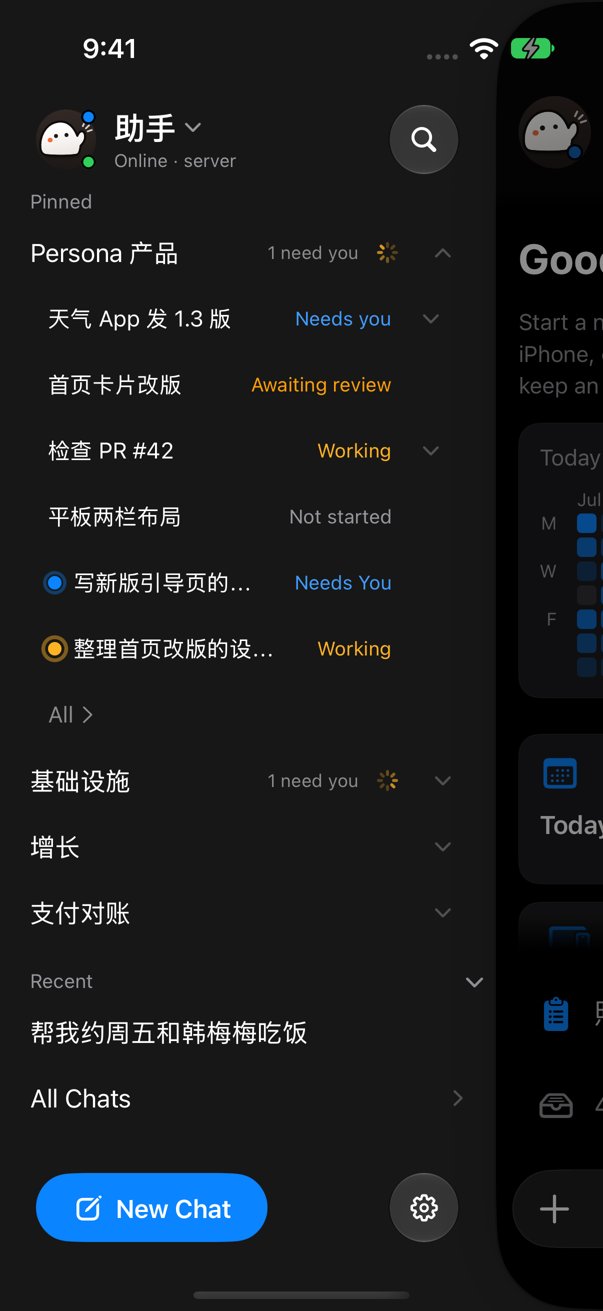 9:41
助手
Online · server
Pinned
Persona 产品 1 need you
天气 App 发 1.3 版 Needs you
首页卡片改版 Awaiting review
检查 PR #42 Working
平板两栏布局 Not started
写新版引导页的… Needs You
整理首页改版的设… Working
All
基础设施 1 need you
增长
支付对账
Recent
帮我约周五和韩梅梅吃饭
All Chats
New Chat
Good
Start a n
iPhone,
keep an
Today
Jul
M
W
F
Today